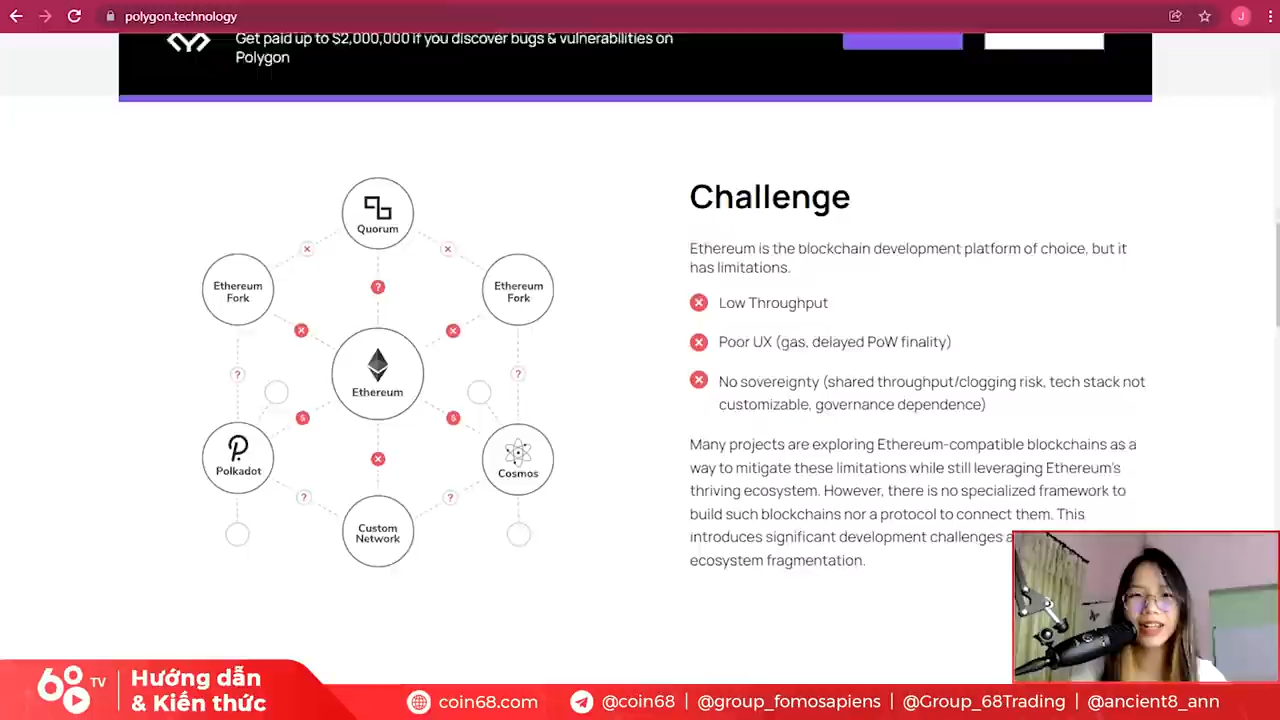 polygon.technology
J
Get paid up to $2,000,000 if you discover bugs & vulnerabilities on
Polygon
Quorum
Ethereum
Fork
Ethereum
Fork
Ethereum
Polkadot
Cosmos
Custom
Network
Challenge
Ethereum is the blockchain development platform of choice, but it
has limitations.
Low Throughput
Poor UX (gas, delayed PoW finality)
No sovereignty (shared throughput/clogging risk, tech stack not
customizable, governance dependence)
Many projects are exploring Ethereum-compatible blockchains as a
way to mitigate these limitations while still leveraging Ethereum's
thriving ecosystem. However, there is no specialized framework to
build such blockchains nor a protocol to connect them. This
introduces significant development challenges
ecosystem fragmentation.
68 TV
Hướng dẫn
& Kiến thức
coin68.com
@coin68 | @group_fomosapiens | @Group_68Trading | @ancient8_ann